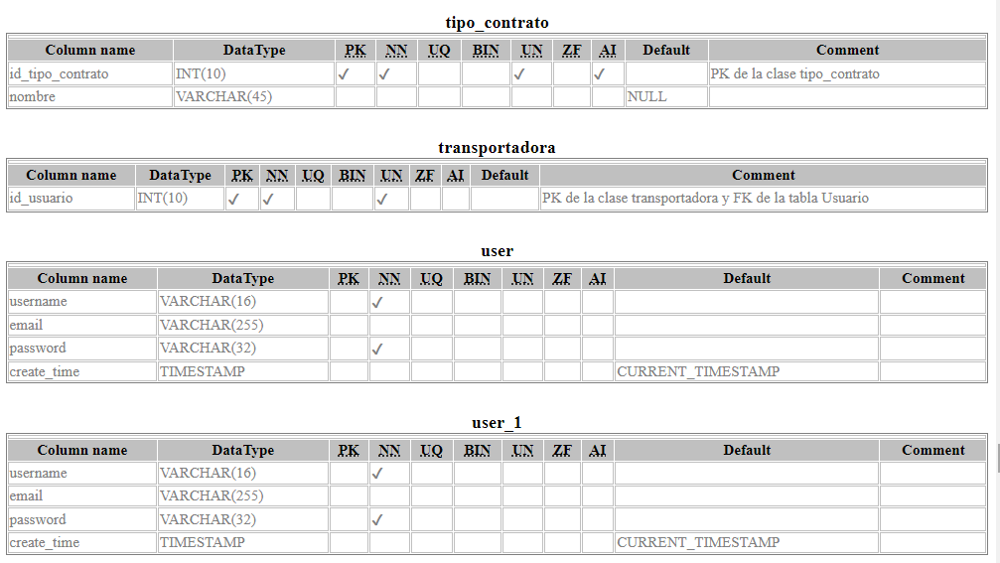 tipo_contrato
Column name DataType PK NN UQ BIN UN ZF AI Default Comment
id_tipo_contrato INT(10) ✓ ✓ ✓ ✓ PK de la clase tipo_contrato
nombre VARCHAR(45) NULL
transportadora
Column name DataType PK NN UQ BIN UN ZF AI Default Comment
id_usuario INT(10) ✓ ✓ ✓ PK de la clase transportadora y FK de la tabla Usuario
user
Column name DataType PK NN UQ BIN UN ZF AI Default Comment
username VARCHAR(16) ✓
email VARCHAR(255)
password VARCHAR(32) ✓
create_time TIMESTAMP CURRENT_TIMESTAMP
user_1
Column name DataType PK NN UQ BIN UN ZF AI Default Comment
username VARCHAR(16) ✓
email VARCHAR(255)
password VARCHAR(32) ✓
create_time TIMESTAMP CURRENT_TIMESTAMP